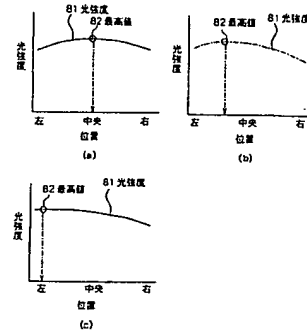 81 光強度
82 最高値
光強度
左 中央 右
位置
(a)
82 最高値
81 光強度
光強度
左 中央 右
位置
(b)
82 最高値
81 光強度
光強度
左 中央 右
位置
(c)